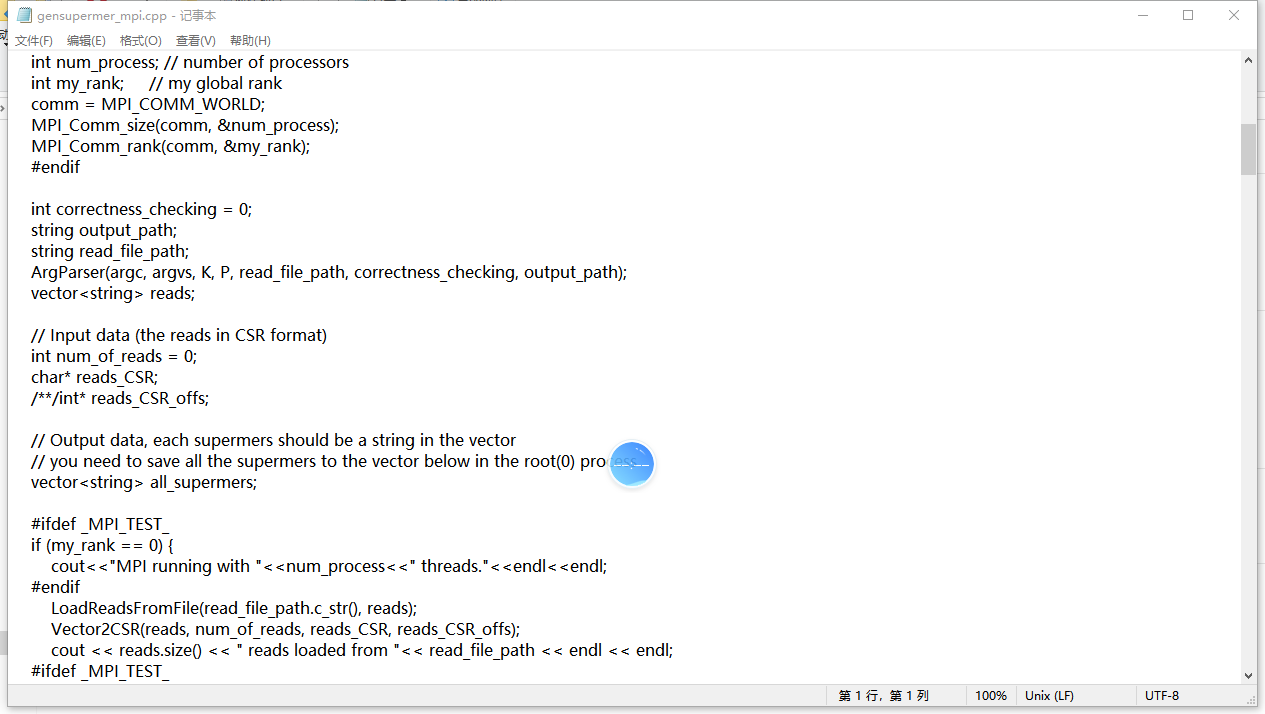 gensupermer_mpi.cpp - 记事本
文件(F) 编辑(E) 格式(O) 查看(V) 帮助(H)
int num_process; // number of processors
int my_rank; // my global rank
comm = MPI_COMM_WORLD;
MPI_Comm_size(comm, &num_process);
MPI_Comm_rank(comm, &my_rank);
#endif
int correctness_checking = 0;
string output_path;
string read_file_path;
ArgParser(argc, argvs, K, P, read_file_path, correctness_checking, output_path);
vector<string> reads;
// Input data (the reads in CSR format)
int num_of_reads = 0;
char* reads_CSR;
/**/int* reads_CSR_offs;
// Output data, each supermers should be a string in the vector
// you need to save all the supermers to the vector below in the root(0) process
vector<string> all_supermers;
#ifdef _MPI_TEST_
if (my_rank == 0) {
cout<<"MPI running with "<<num_process<<" threads."<<endl<<endl;
#endif
LoadReadsFromFile(read_file_path.c_str(), reads);
Vector2CSR(reads, num_of_reads, reads_CSR, reads_CSR_offs);
cout << reads.size() << " reads loaded from "<< read_file_path << endl << endl;
#ifdef _MPI_TEST_
第 1 行，第 1 列 100% Unix (LF) UTF-8